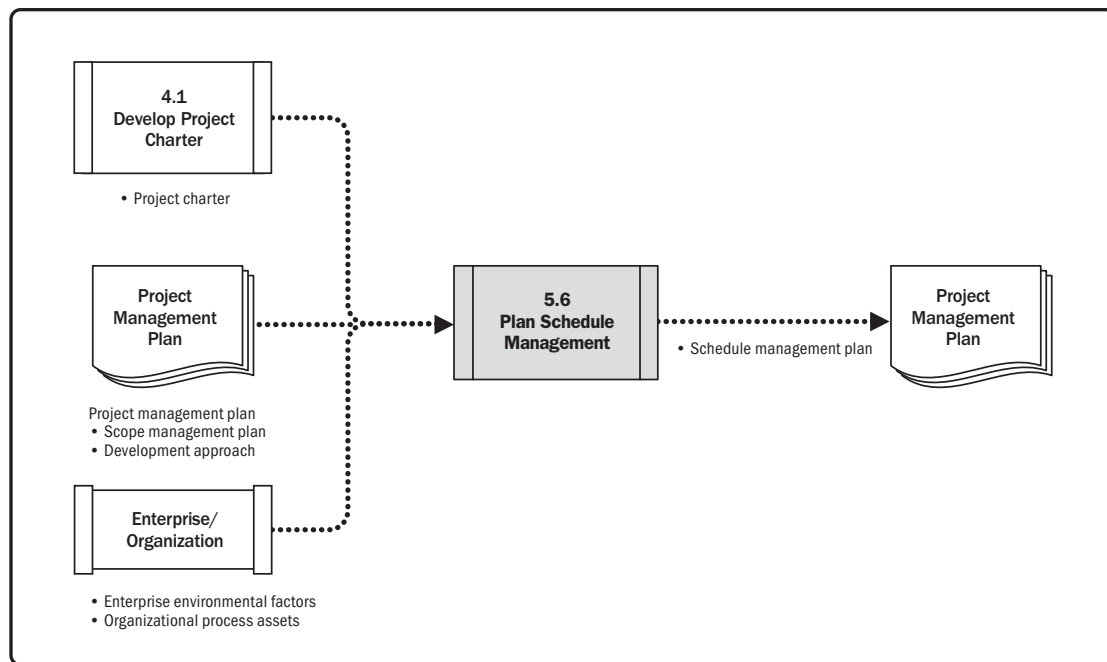 4.1
Develop Project
Charter
• Project charter
Project
Management
Plan
Project management plan
• Scope management plan
• Development approach
Enterprise/
Organization
• Enterprise environmental factors
• Organizational process assets
5.6
Plan Schedule
Management
• Schedule management plan
Project
Management
Plan